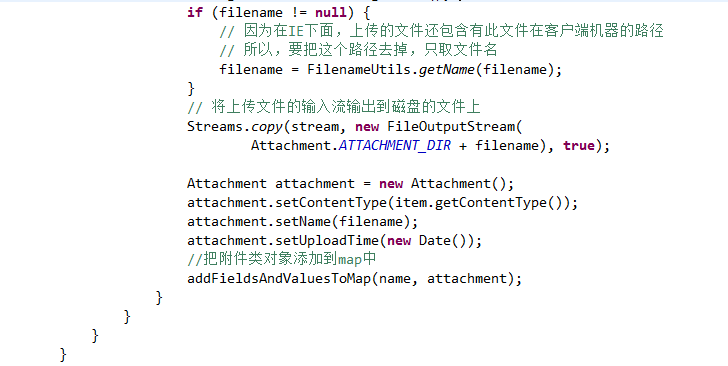 if (filename != null) {
// 因为在IE下面，上传的文件还包含有此文件在客户端机器的路径
// 所以，要把这个路径去掉，只取文件名
filename = FilenameUtils.getName(filename);
}
// 将上传文件的输入流输出到磁盘的文件上
Streams.copy(stream, new FileOutputStream(
Attachment.ATTACHMENT_DIR + filename), true);
Attachment attachment = new Attachment();
attachment.setContentType(item.getContentType());
attachment.setName(filename);
attachment.setUploadTime(new Date());
//把附件类对象添加到map中
addFieldsAndValuesToMap(name, attachment);
}
}
}
}